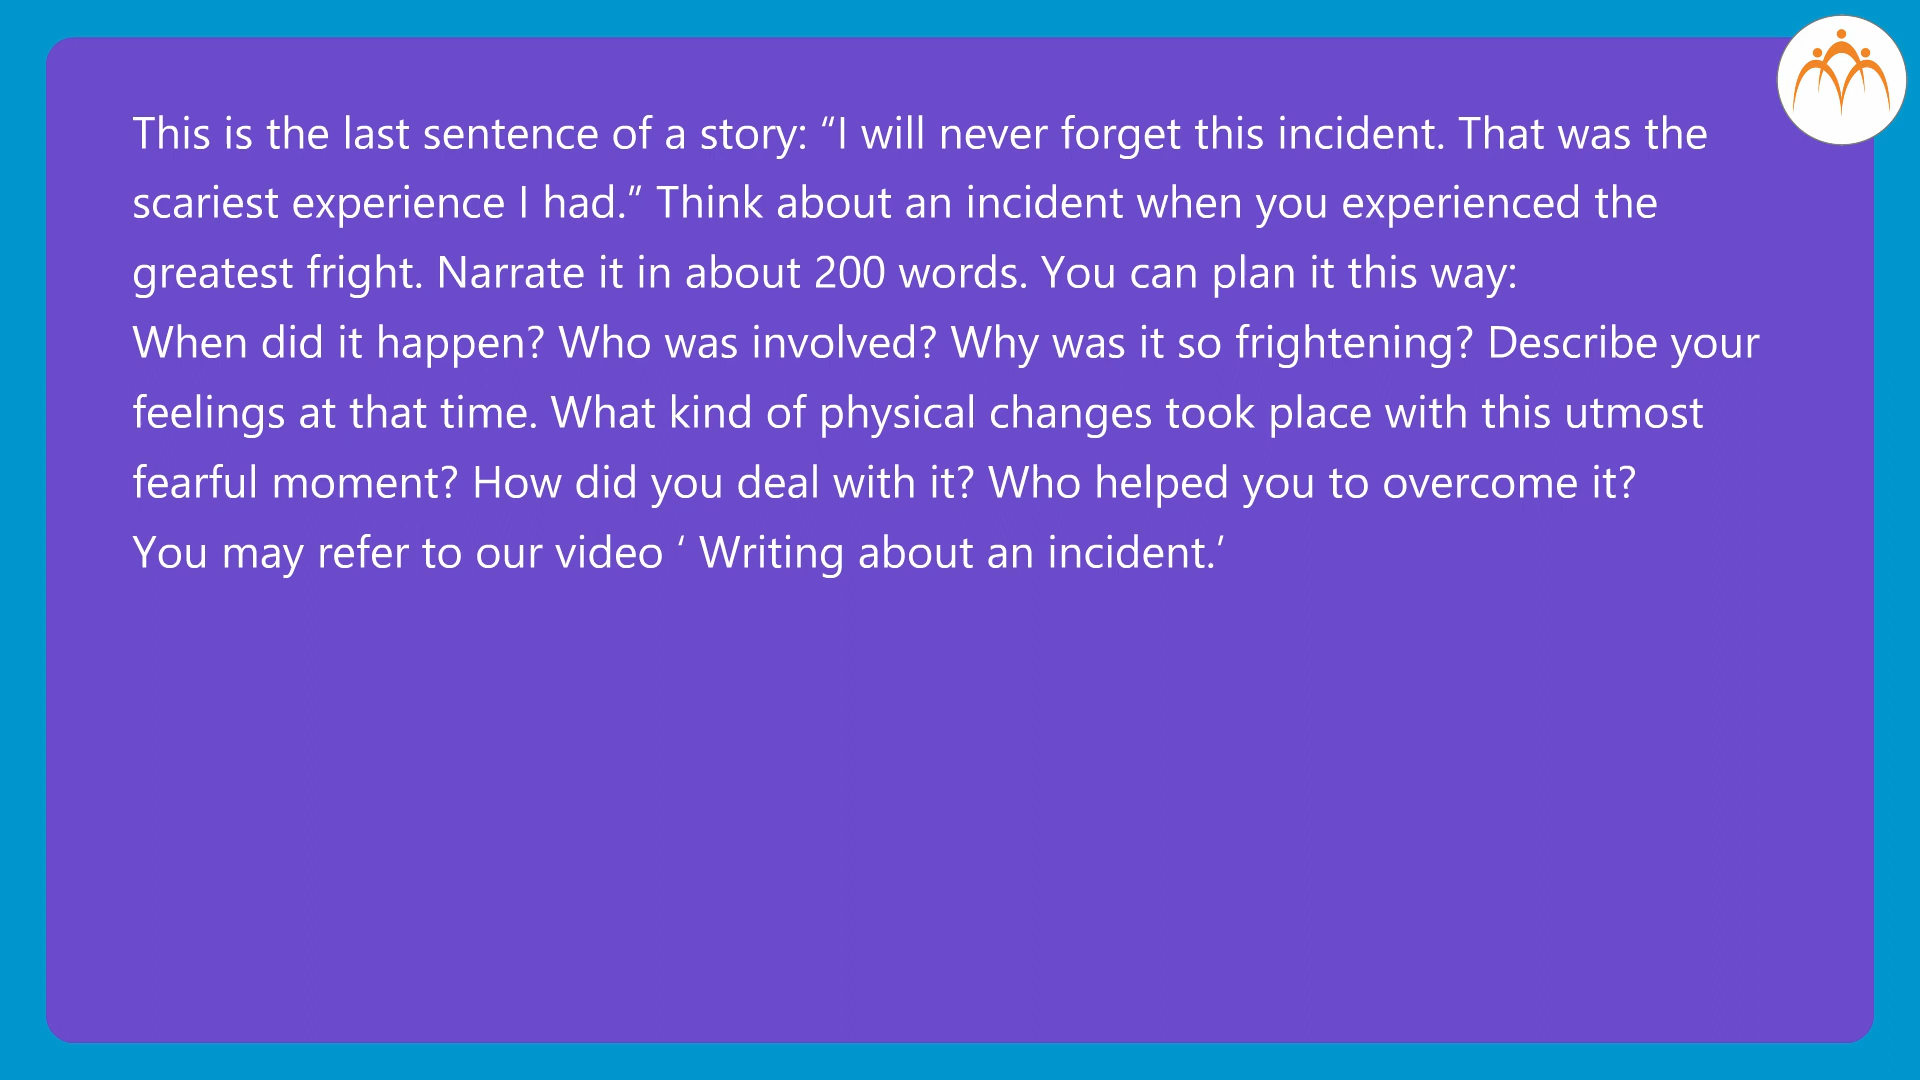 This is the last sentence of a story: “I will never forget this incident. That was the
scariest experience I had.” Think about an incident when you experienced the
greatest fright. Narrate it in about 200 words. You can plan it this way:
When did it happen? Who was involved? Why was it so frightening? Describe your
feelings at that time. What kind of physical changes took place with this utmost
fearful moment? How did you deal with it? Who helped you to overcome it?
You may refer to our video ‘ Writing about an incident.’